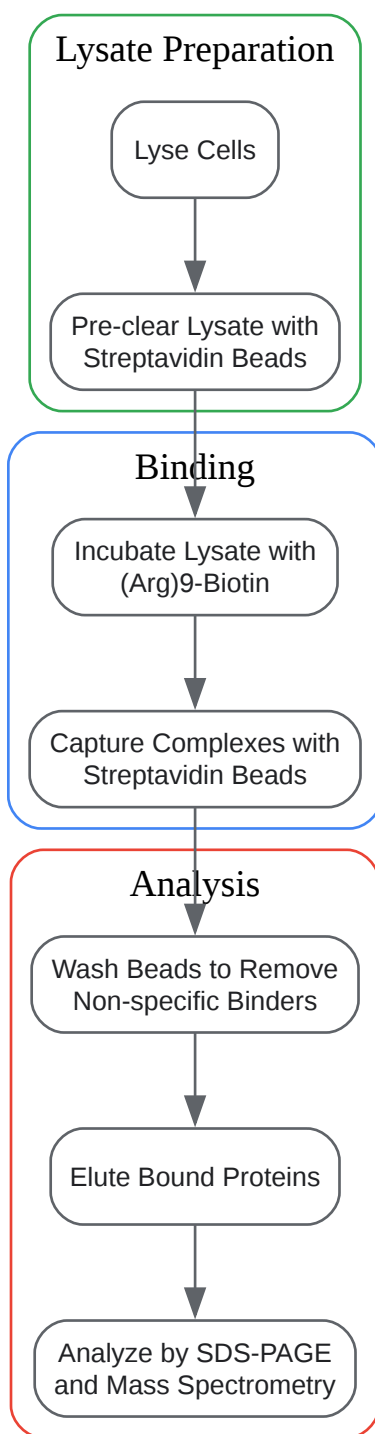 Lysate Preparation
Lyse Cells
Pre-clear Lysate with
Streptavidin Beads
Binding
Incubate Lysate with
(Arg)9-Biotin
Capture Complexes with
Streptavidin Beads
Analysis
Wash Beads to Remove
Non-specific Binders
Elute Bound Proteins
Analyze by SDS-PAGE
and Mass Spectrometry